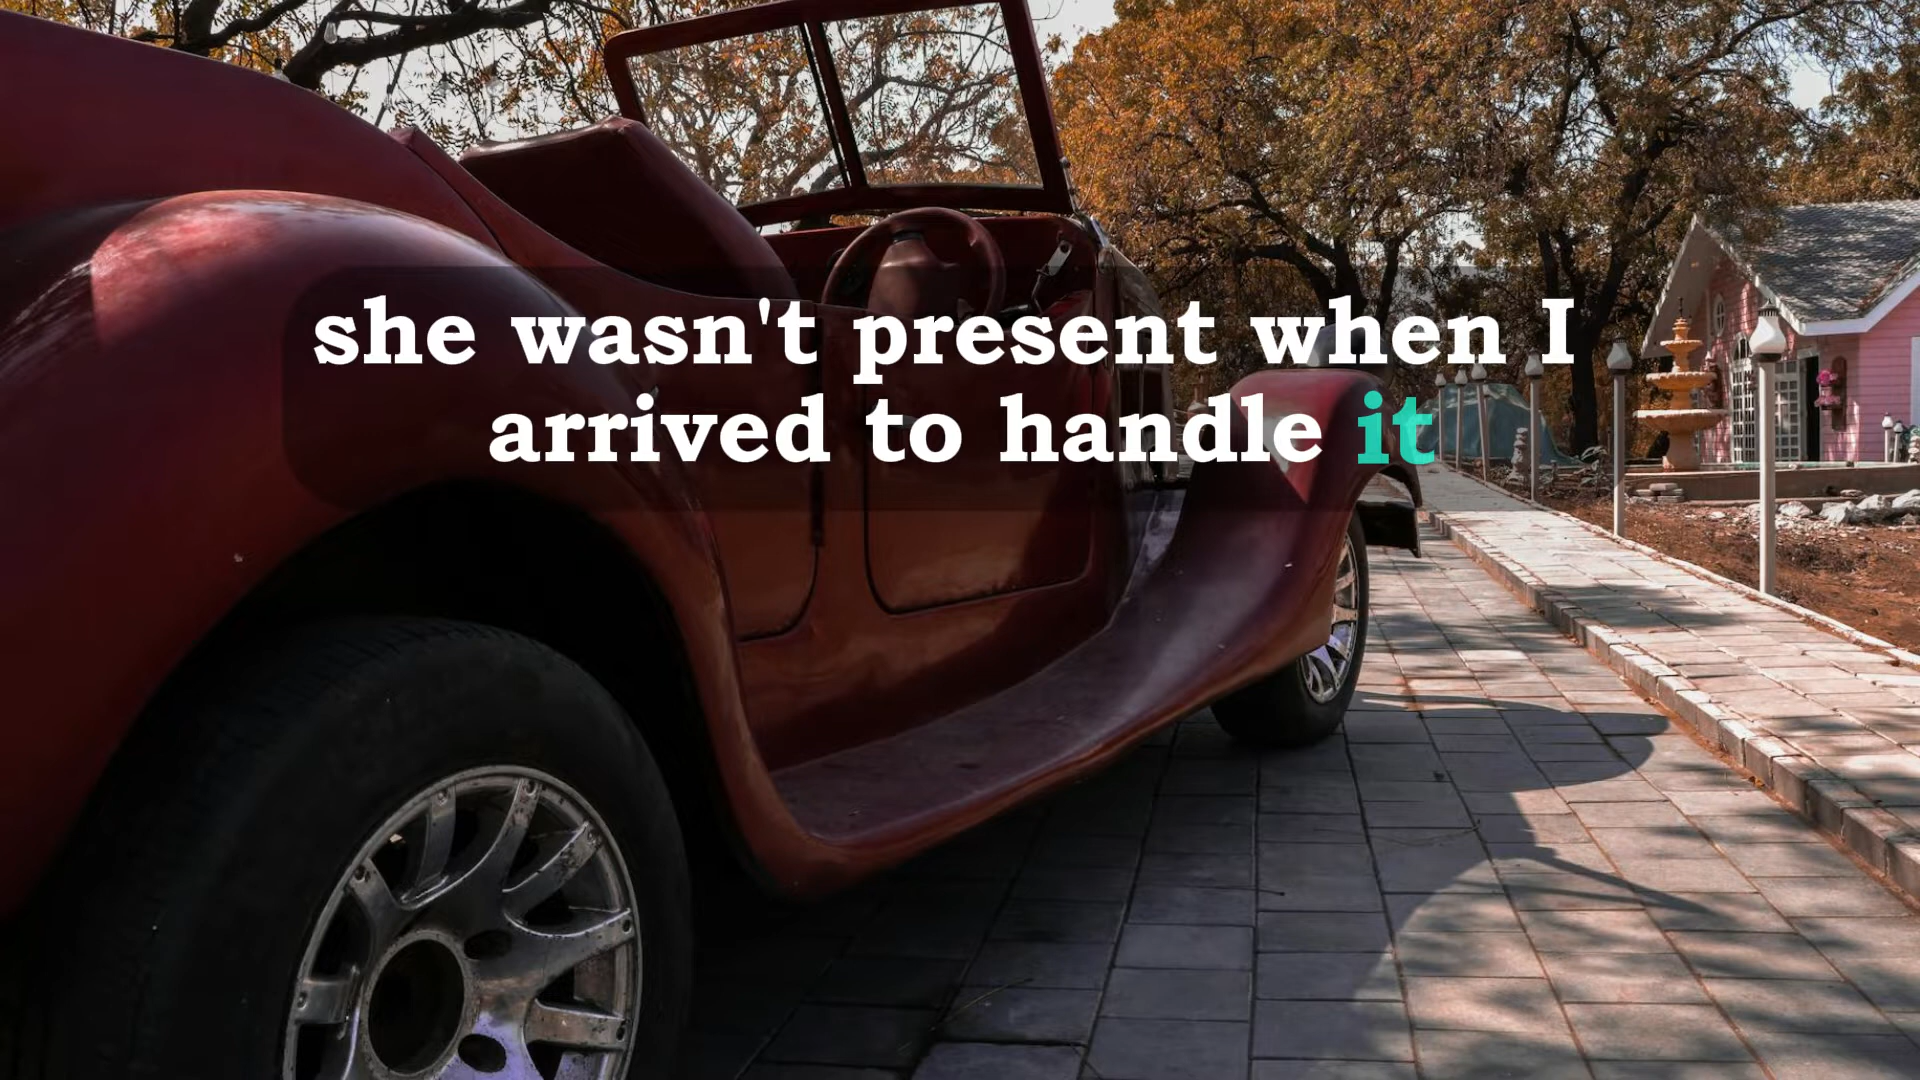 she wasn't present when I
arrived to handle it